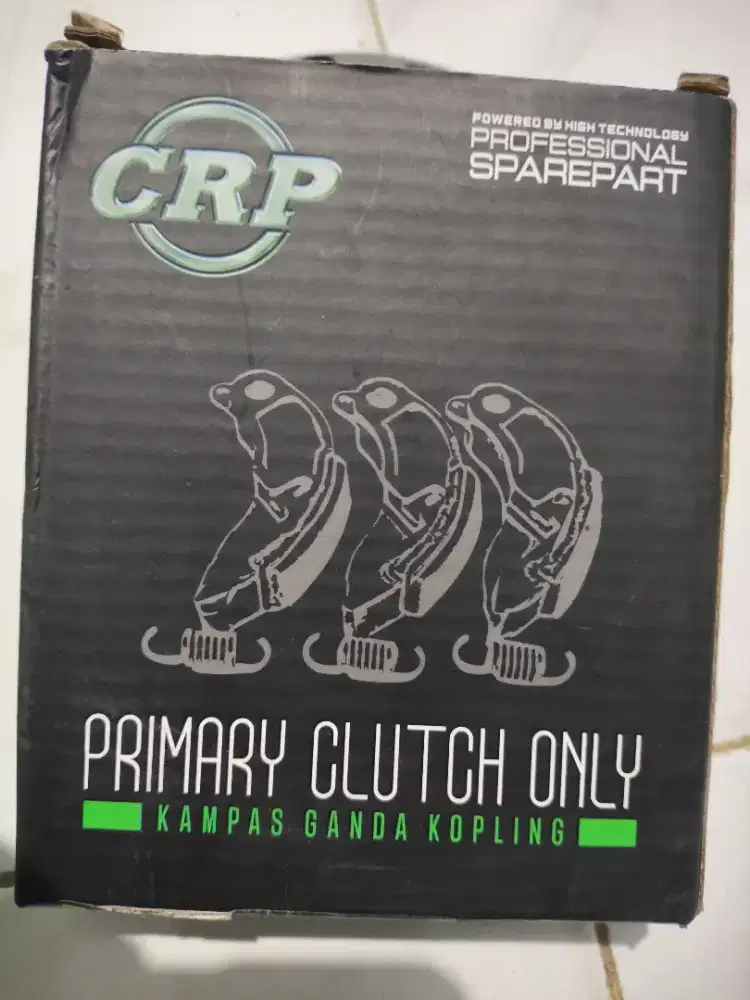 CRP
POWERED BY HIGH TECHNOLOGY
PROFESSIONAL
SPAREPART
PRIMARY CLUTCH ONLY
KAMPAS GANDA KOPLING